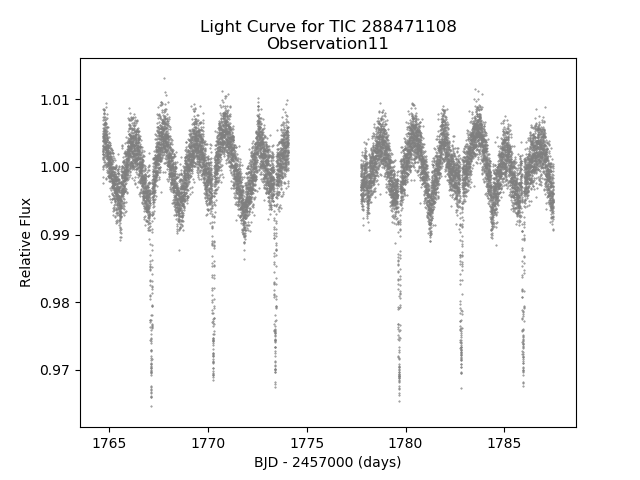 Light Curve for TIC 288471108
Observation11
Relative Flux
1.01
1.00
0.99
0.98
0.97
1765
1770
1775
1780
1785
BJD - 2457000 (days)